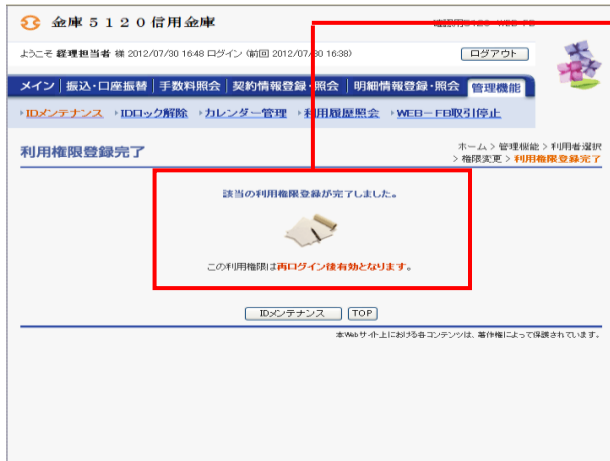 金庫５１２０信用金庫
ようこそ 経理担当者 様 2012/07/30 16:48 ログイン (前回 2012/07/30 16:38)
ログアウト
メイン 振込・口座振替 手数料照会 契約情報登録・照会 明細情報登録・照会 管理機能
IDメンテナンス IDロック解除 カレンダー管理 利用履歴照会 WEB－FB取引停止
利用権限登録完了
ホーム > 管理機能 > 利用者選択
> 権限変更 > 利用権限登録完了
該当の利用権限登録が完了しました。
この利用権限は再ログイン後有効となります。
IDメンテナンス TOP
本Webサイト上における各コンテンツは、著作権によって保護されています。